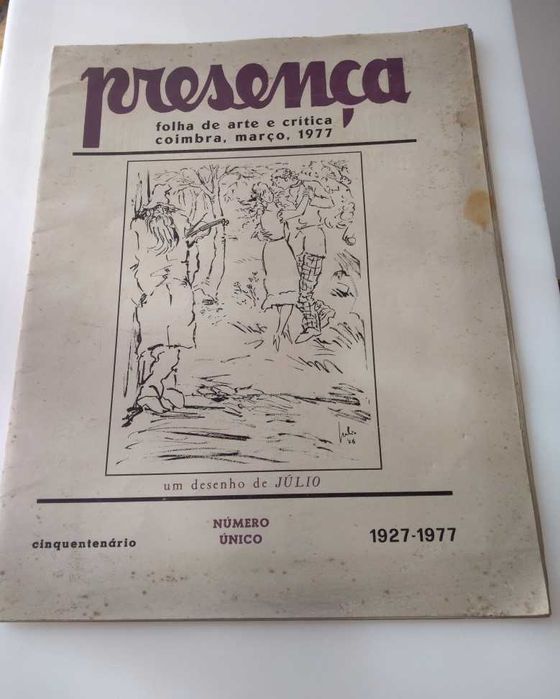 presença
folha de arte e crítica
coimbra, março, 1977
um desenho de JÚLIO
cinquentenário
NÚMERO
ÚNICO
1927-1977